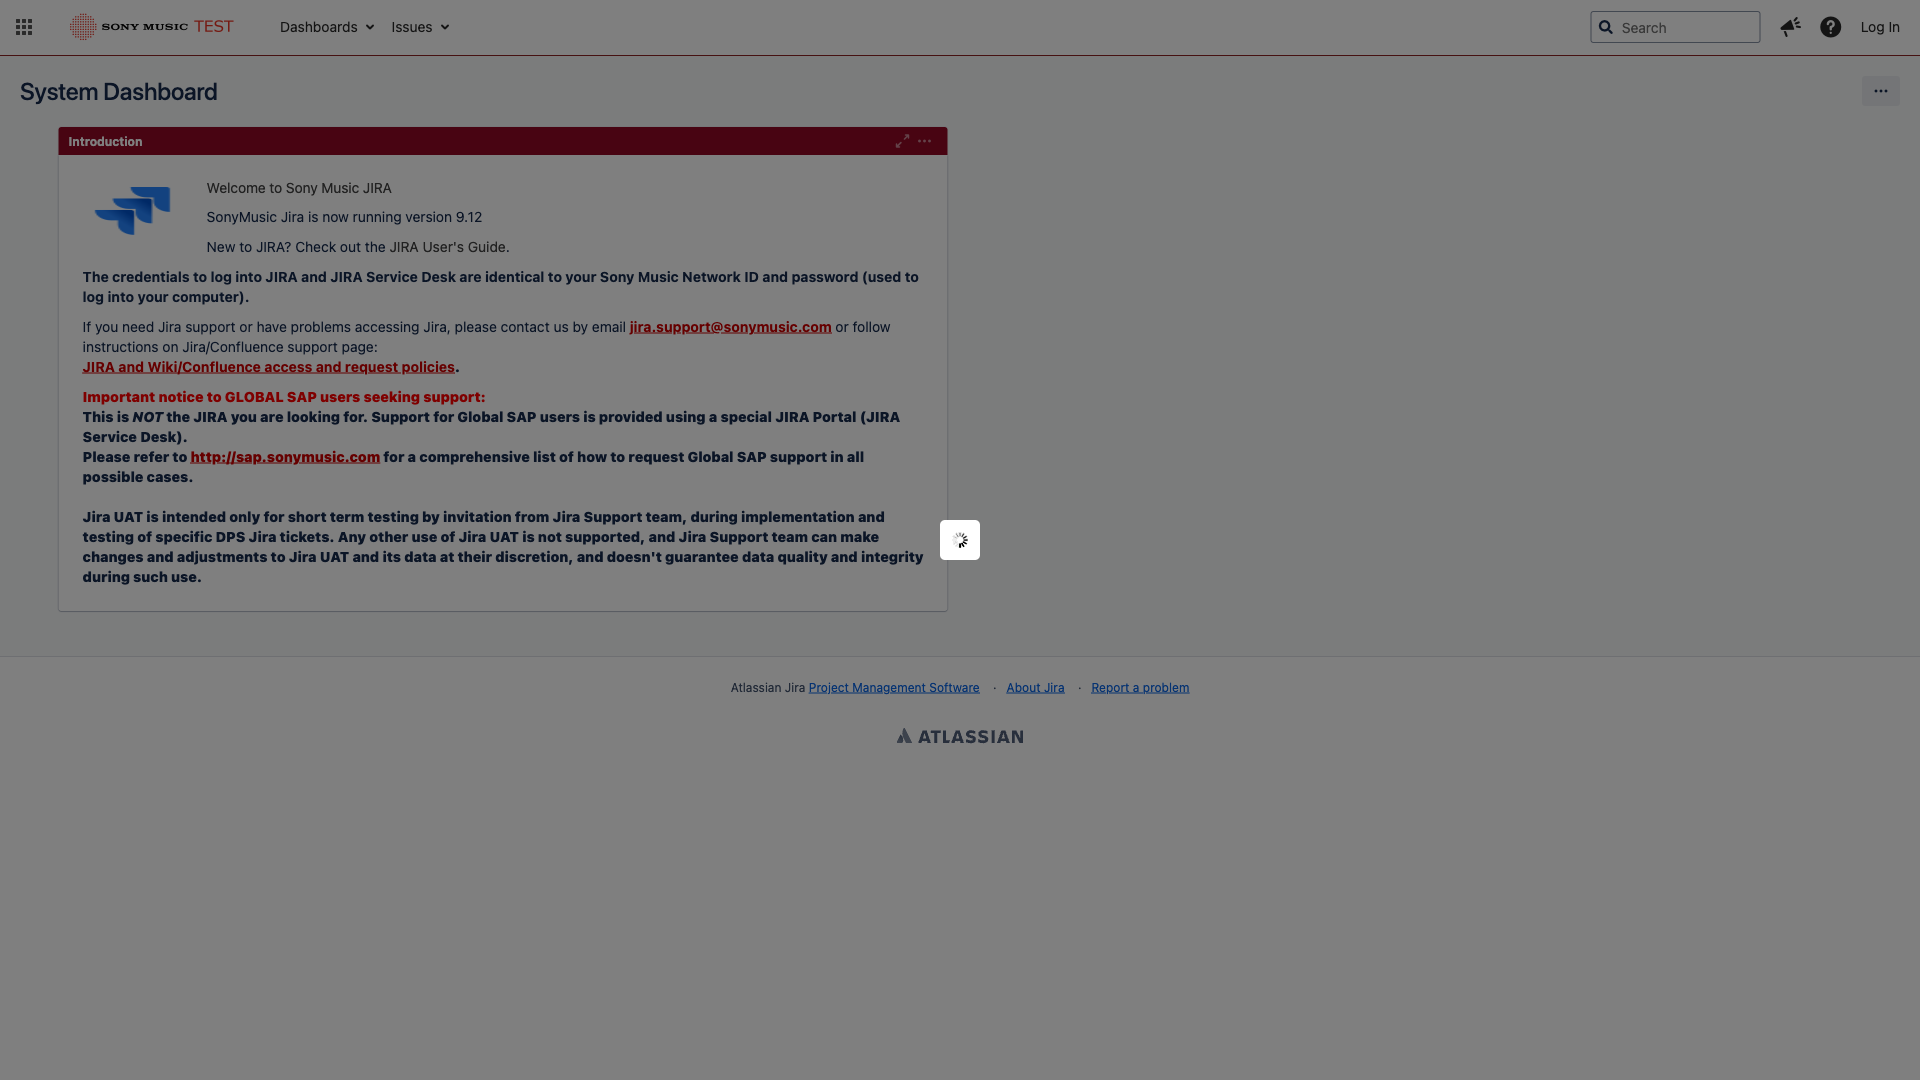 SONY MUSIC TEST
Dashboards
Issues
Search
Log In
System Dashboard
Introduction
Welcome to Sony Music JIRA
SonyMusic Jira is now running version 9.12
New to JIRA? Check out the JIRA User's Guide.
The credentials to log into JIRA and JIRA Service Desk are identical to your Sony Music Network ID and password (used to
log into your computer).
If you need Jira support or have problems accessing Jira, please contact us by email jira.support@sonymusic.com or follow
instructions on Jira/Confluence support page:
JIRA and Wiki/Confluence access and request policies.
Important notice to GLOBAL SAP users seeking support:
This is NOT the JIRA you are looking for. Support for Global SAP users is provided using a special JIRA Portal (JIRA
Service Desk).
Please refer to http://sap.sonymusic.com for a comprehensive list of how to request Global SAP support in all
possible cases.
Jira UAT is intended only for short term testing by invitation from Jira Support team, during implementation and
testing of specific DPS Jira tickets. Any other use of Jira UAT is not supported, and Jira Support team can make
changes and adjustments to Jira UAT and its data at their discretion, and doesn't guarantee data quality and integrity
during such use.
Atlassian Jira Project Management Software · About Jira · Report a problem
ATLASSIAN